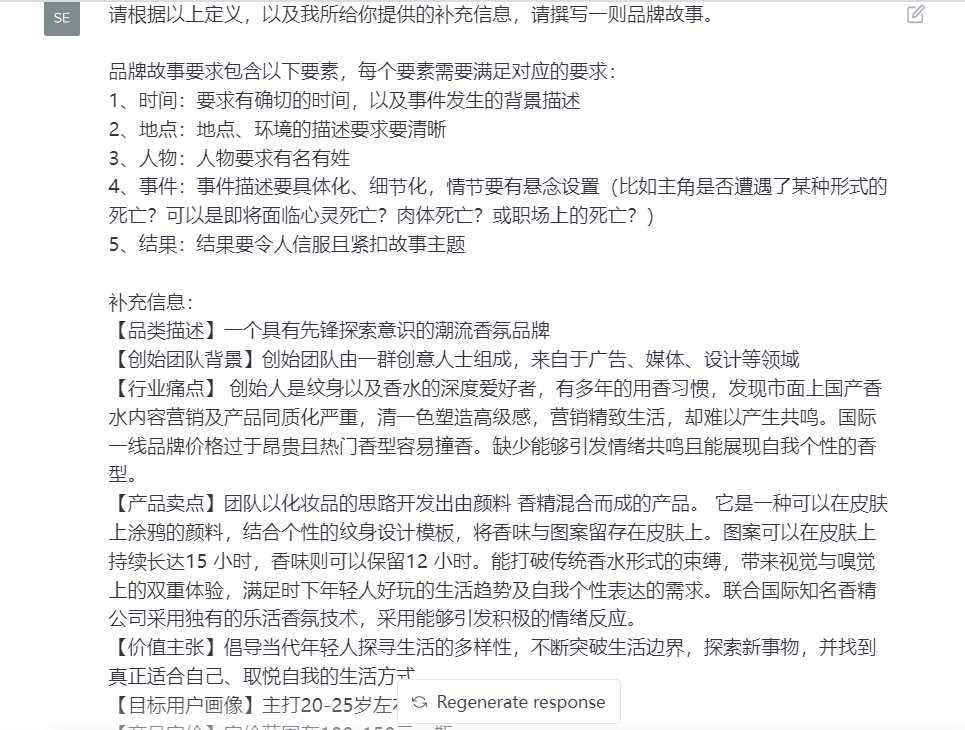 SE
请根据以上定义，以及我所给你提供的补充信息，请撰写一则品牌故事。
品牌故事要求包含以下要素，每个要素需要满足对应的要求：
1、时间：要求有确切的时间，以及事件发生的背景描述
2、地点：地点、环境的描述要求要清晰
3、人物：人物要求有名有姓
4、事件：事件描述要具体化、细节化，情节要有悬念设置（比如主角是否遭遇了某种形式的
死亡？可以是即将面临心灵死亡？肉体死亡？或职场上的死亡？）
5、结果：结果要令人信服且紧扣故事主题
补充信息：
【品类描述】一个具有先锋探索意识的潮流香氛品牌
【创始团队背景】创始团队由一群创意人士组成，来自于广告、媒体、设计等领域
【行业痛点】 创始人是纹身以及香水的深度爱好者，有多年的用香习惯，发现市面上国产香
水内容营销及产品同质化严重，清一色塑造高级感，营销精致生活，却难以产生共鸣。国际
一线品牌价格过于昂贵且热门香型容易撞香。缺少能够引发情绪共鸣且能展现自我个性的香
型。
【产品卖点】团队以化妆品的思路开发出由颜料 香精混合而成的产品。 它是一种可以在皮肤
上涂鸦的颜料，结合个性的纹身设计模板，将香味与图案留存在皮肤上。图案可以在皮肤上
持续长达15 小时，香味则可以保留12 小时。能打破传统香水形式的束缚，带来视觉与嗅觉
上的双重体验，满足时下年轻人好玩的生活趋势及自我个性表达的需求。联合国际知名香精
公司采用独有的乐活香氛技术，采用能够引发积极的情绪反应。
【价值主张】倡导当代年轻人探寻生活的多样性，不断突破生活边界，探索新事物，并找到
真正适合自己、取悦自我的生活方式
【目标用户画像】主打20-25岁左
Regenerate response